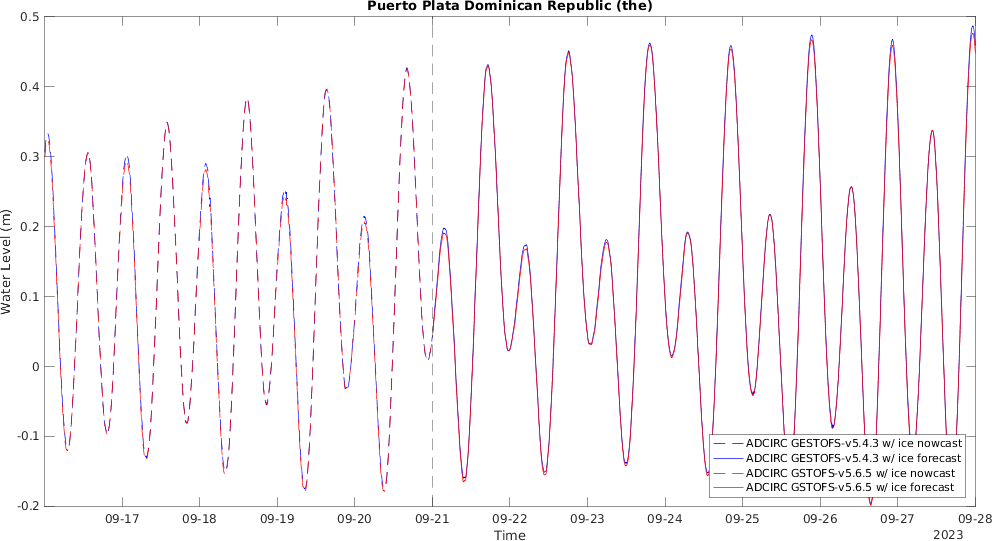 Puerto Plata Dominican Republic (the)
0.5
0.4
0.3
0.2
0.1
0
-0.1
-0.2
Water Level (m)
ADCIRC GESTOFS-v5.4.3 w/ ice nowcast
ADCIRC GESTOFS-v5.4.3 w/ ice forecast
ADCIRC GSTOFS-v5.6.5 w/ ice nowcast
ADCIRC GSTOFS-v5.6.5 w/ ice forecast
09-17 09-18 09-19 09-20 09-21 09-22 09-23 09-24 09-25 09-26 09-27 09-28
Time
2023